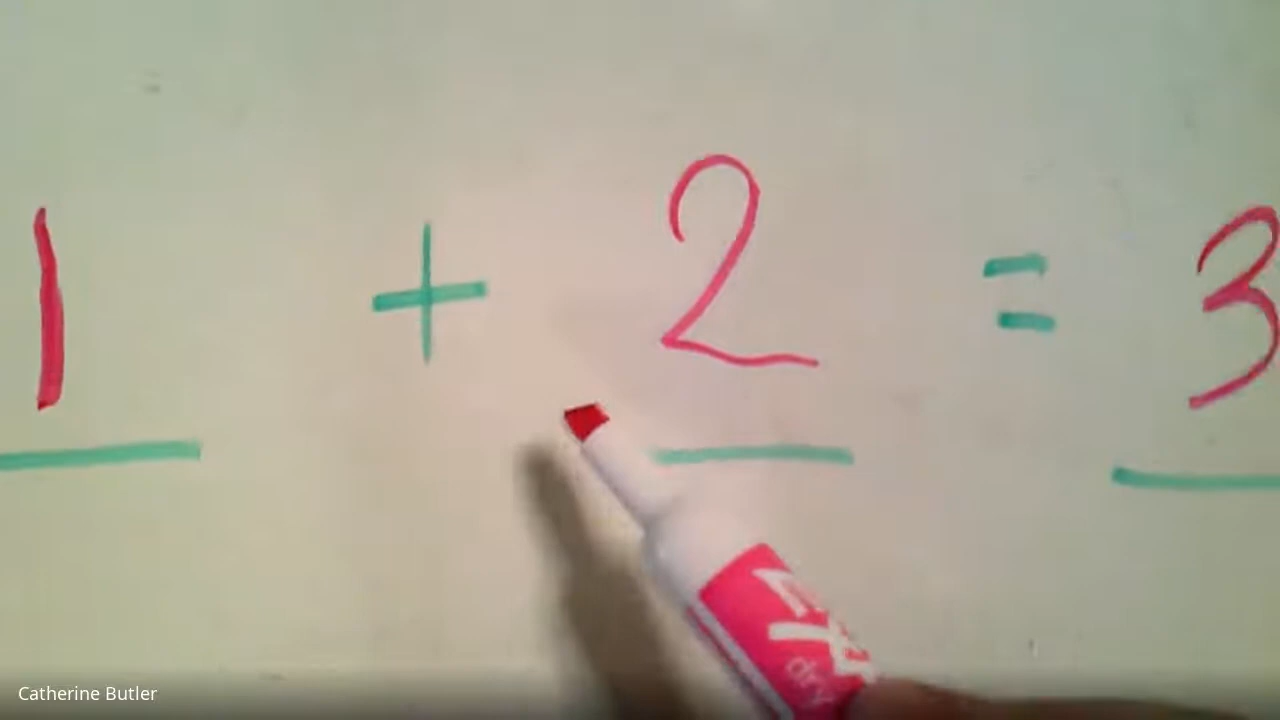 1 + 2 = 3
Catherine Butler